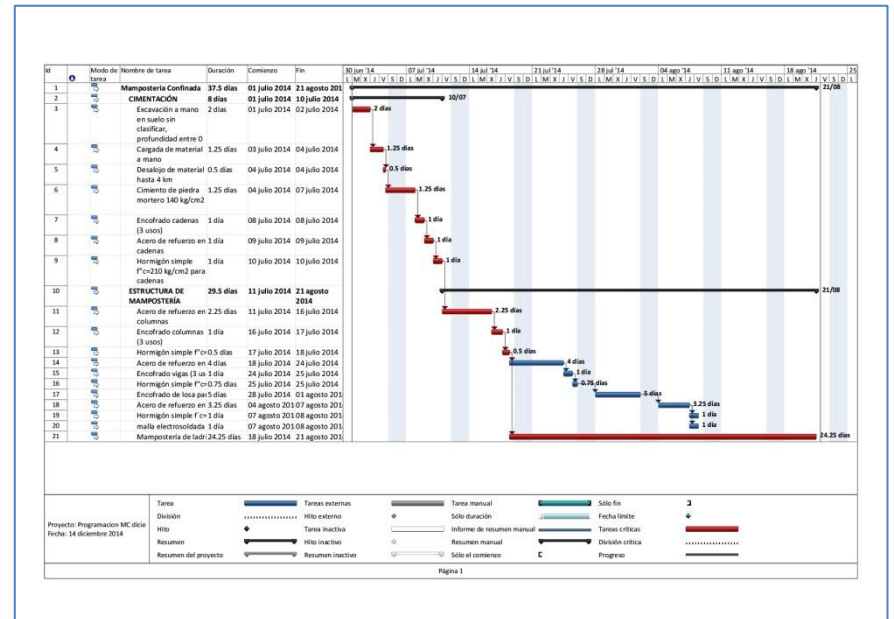 Id Modo de tarea Nombre de tarea Duración Comienzo Fin 30 jun '14 07 jul '14 14 jul '14 21 jul '14 28 jul '14 04 ago '14 11 ago '14 18 ago '14 25
L M X J V S D L M X J V S D L M X J V S D L M X J V S D L M X J V S D L M X J V S D L M X J V S D L M X J V S D L
1 Mampostería Confinada 37.5 días 01 julio 2014 21 agosto 201 21/08
2 CIMENTACIÓN 8 días 01 julio 2014 10 julio 2014 10/07
3 Excavación a mano 2 días 01 julio 2014 02 julio 2014 2 días
en suelo sin
clasificar,
profundidad entre 0
4 Cargada de material 1.25 días 03 julio 2014 04 julio 2014 1.25 días
a mano
5 Desalojo de material 0.5 días 04 julio 2014 04 julio 2014 0.5 días
hasta 4 km
6 Cimiento de piedra 1.25 días 04 julio 2014 07 julio 2014 1.25 días
mortero 140 kg/cm2
7 Encofrado cadenas 1 día 08 julio 2014 08 julio 2014 1 día
(3 usos)
8 Acero de refuerzo en 1 día 09 julio 2014 09 julio 2014 1 día
cadenas
9 Hormigón simple 1 día 10 julio 2014 10 julio 2014 1 día
f"c=210 kg/cm2 para
cadenas
10 ESTRUCTURA DE 29.5 días 11 julio 2014 21 agosto 21/08
MAMPOSTERÍA 2014
11 Acero de refuerzo en 2.25 días 11 julio 2014 16 julio 2014 2.25 días
columnas
12 Encofrado columnas 1 día 16 julio 2014 17 julio 2014 1 día
(3 usos)
13 Hormigón simple f"c= 0.5 días 17 julio 2014 18 julio 2014 0.5 días
14 Acero de refuerzo en 4 días 18 julio 2014 24 julio 2014 4 días
15 Encofrado vigas (3 us 1 día 24 julio 2014 25 julio 2014 1 día
16 Hormigón simple f"c= 0.75 días 25 julio 2014 25 julio 2014 0.75 días
17 Encofrado de losa pa 5 días 28 julio 2014 01 agosto 201 5 días
18 Acero de refuerzo en 3.25 días 04 agosto 201 07 agosto 201 3.25 días
19 Hormigón simple f´c= 1 día 07 agosto 201 08 agosto 201 1 día
20 malla electrosoldada 1 día 07 agosto 201 08 agosto 201 1 día
21 Mampostería de ladri 24.25 días 18 julio 2014 21 agosto 201 24.25 días
Proyecto: Programacion MC dicie
Fecha: 14 diciembre 2014
Tarea Tareas externas Tarea manual Sólo fin
División Hito externo Sólo duración Fecha límite
Hito Tarea inactiva Informe de resumen manual Tareas críticas
Resumen Hito inactivo Resumen manual División crítica
Resumen del proyecto Resumen inactivo Sólo el comienzo Progreso
Página 1